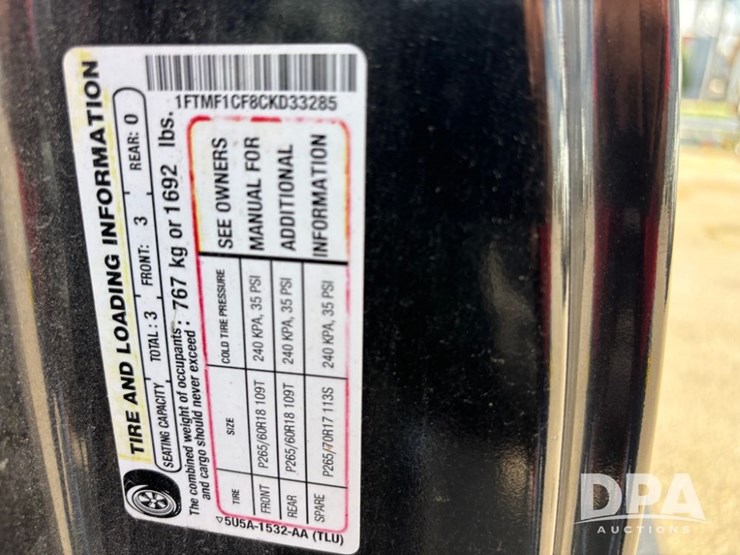 TIRE AND LOADING INFORMATION
SEATING CAPACITY TOTAL: 3 FRONT: 3 REAR: 0
The combined weight of occupants and cargo should never exceed: 767 kg or 1692 lbs.
TIRE SIZE COLD TIRE PRESSURE
FRONT P265/60R18 109T 240 KPA, 35 PSI
REAR P265/60R18 109T 240 KPA, 35 PSI
SPARE P265/70R17 113S 240 KPA, 35 PSI
SEE OWNERS
MANUAL FOR
ADDITIONAL
INFORMATION
5U5A-1532-AA (TLU)
1FTMF1CF8CKD33285
DPA
AUCTIONS